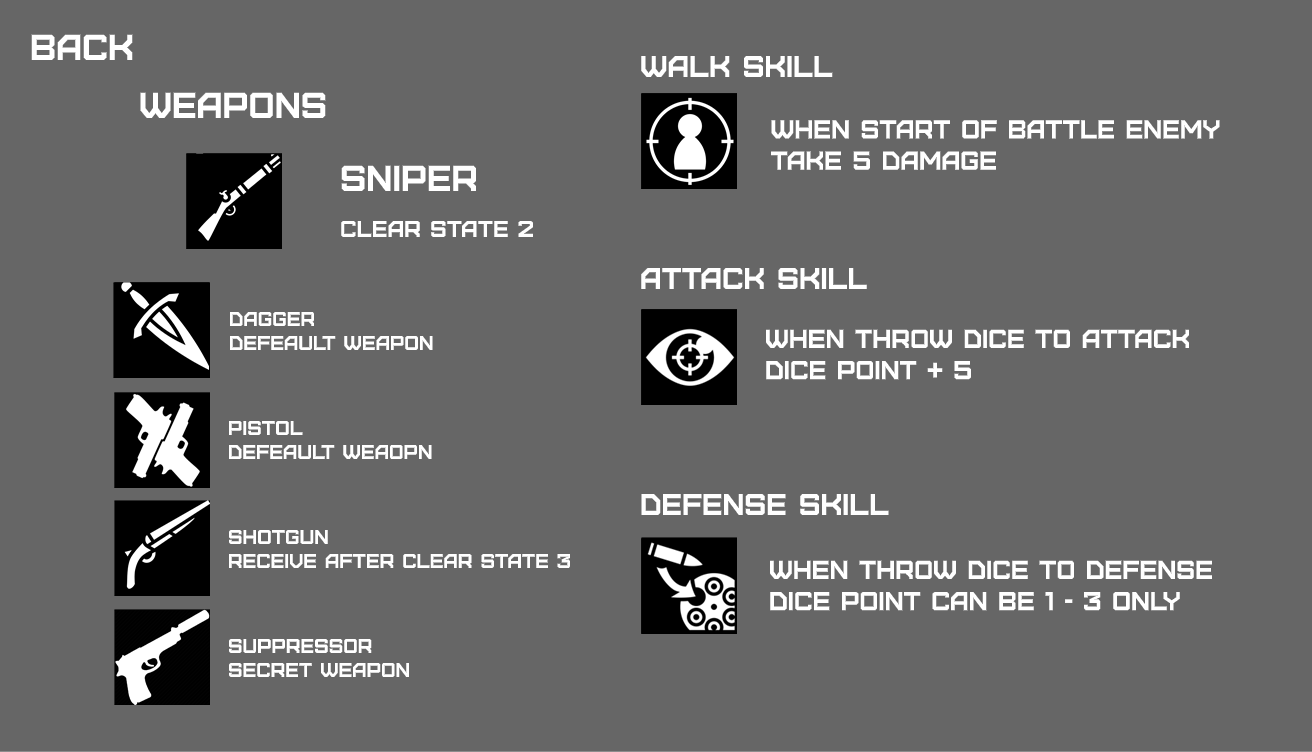 BACK
WEAPONS
SNIPER
CLEAR STATE 2
DAGGER
DEFEAULT WEAPON
PISTOL
DEFEAULT WEAOPN
SHOTGUN
RECEIVE AFTER CLEAR STATE 3
SUPPRESSOR
SECRET WEAPON
WALK SKILL
WHEN START OF BATTLE ENEMY
TAKE 5 DAMAGE
ATTACK SKILL
WHEN THROW DICE TO ATTACK
DICE POINT + 5
DEFENSE SKILL
WHEN THROW DICE TO DEFENSE
DICE POINT CAN BE 1 - 3 ONLY